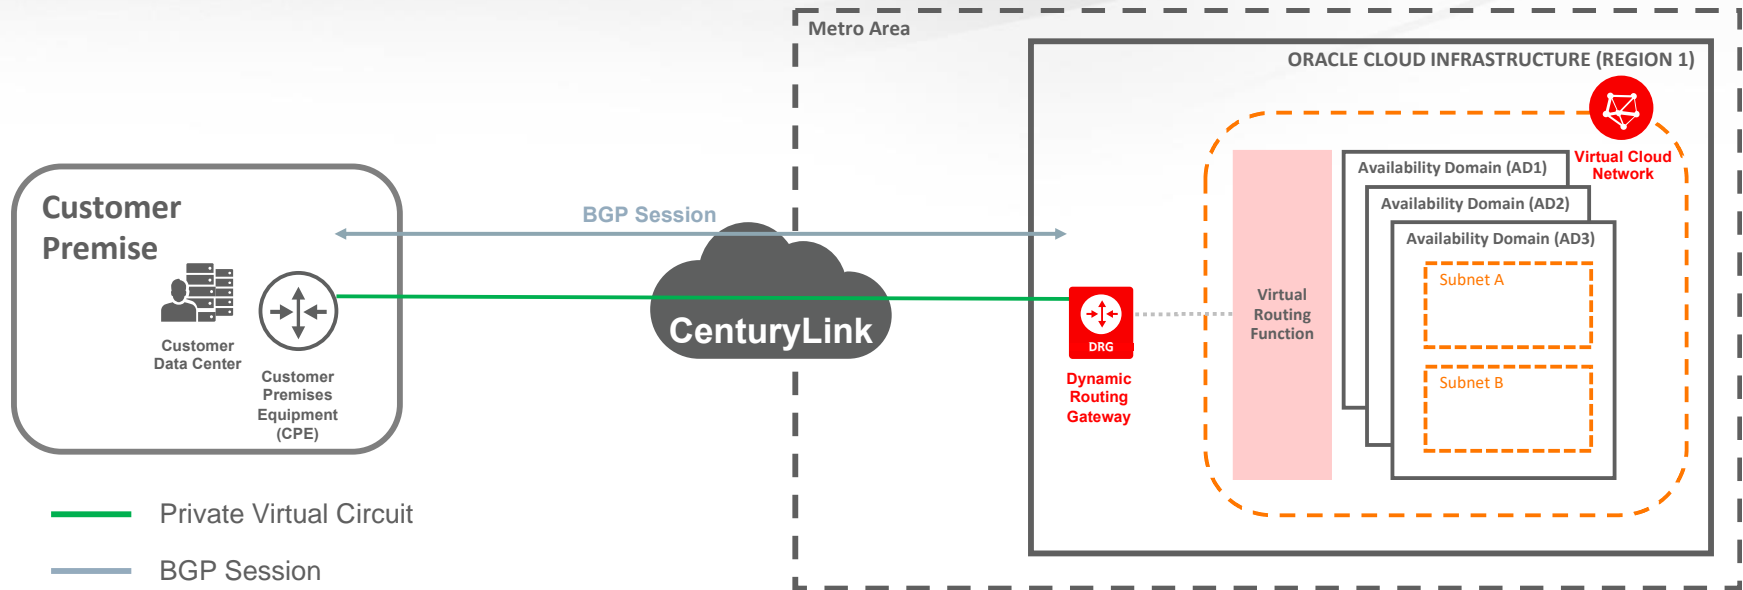 Metro Area
ORACLE CLOUD INFRASTRUCTURE (REGION 1)
Virtual Cloud
Network
Availability Domain (AD1)
Availability Domain (AD2)
Availability Domain (AD3)
Subnet A
Subnet B
Virtual
Routing
Function
DRG
Dynamic
Routing
Gateway
BGP Session
CenturyLink
Customer
Premise
Customer
Data Center
Customer
Premises
Equipment
(CPE)
Private Virtual Circuit
BGP Session